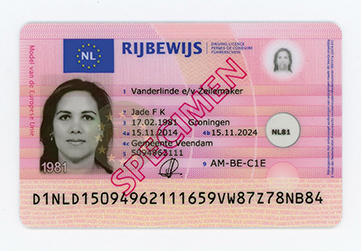 NL
RIJBEWIJS
DRIVING LICENCE
PERMIS DE CONDUIRE
FÜHRERSCHEIN
Model van de Europese Unie
1 Vanderlinde e/v Zeilemaker
2 Jade F K
3 17.02.1981 Groningen
4a 15.11.2014 4b 15.11.2024
4c Gemeente Veendam
5 5094962111
9 AM-BE-C1E
NL81
1981
SPECIMEN
D1NLD15094962111659VW87Z78NB84